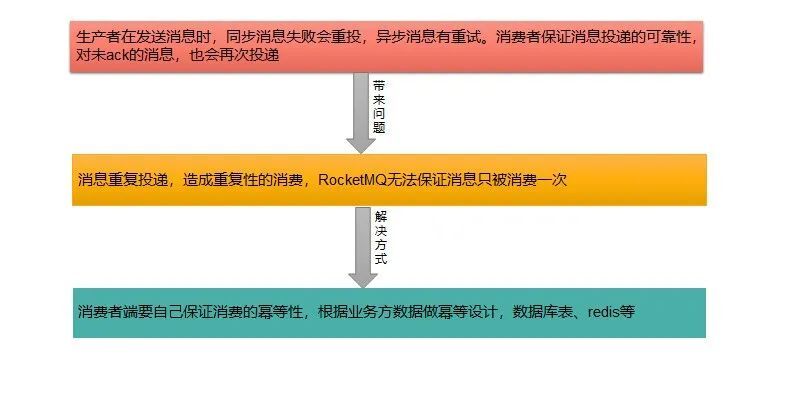 生产者在发送消息时，同步消息失败会重投，异步消息有重试。消费者保证消息投递的可靠性，
对未ack的消息，也会再次投递
带
来
问
题
消息重复投递，造成重复性的消费，RocketMQ无法保证消息只被消费一次
解
决
方
式
消费者端要自己保证消费的幂等性，根据业务方数据做幂等设计，数据库表、redis等